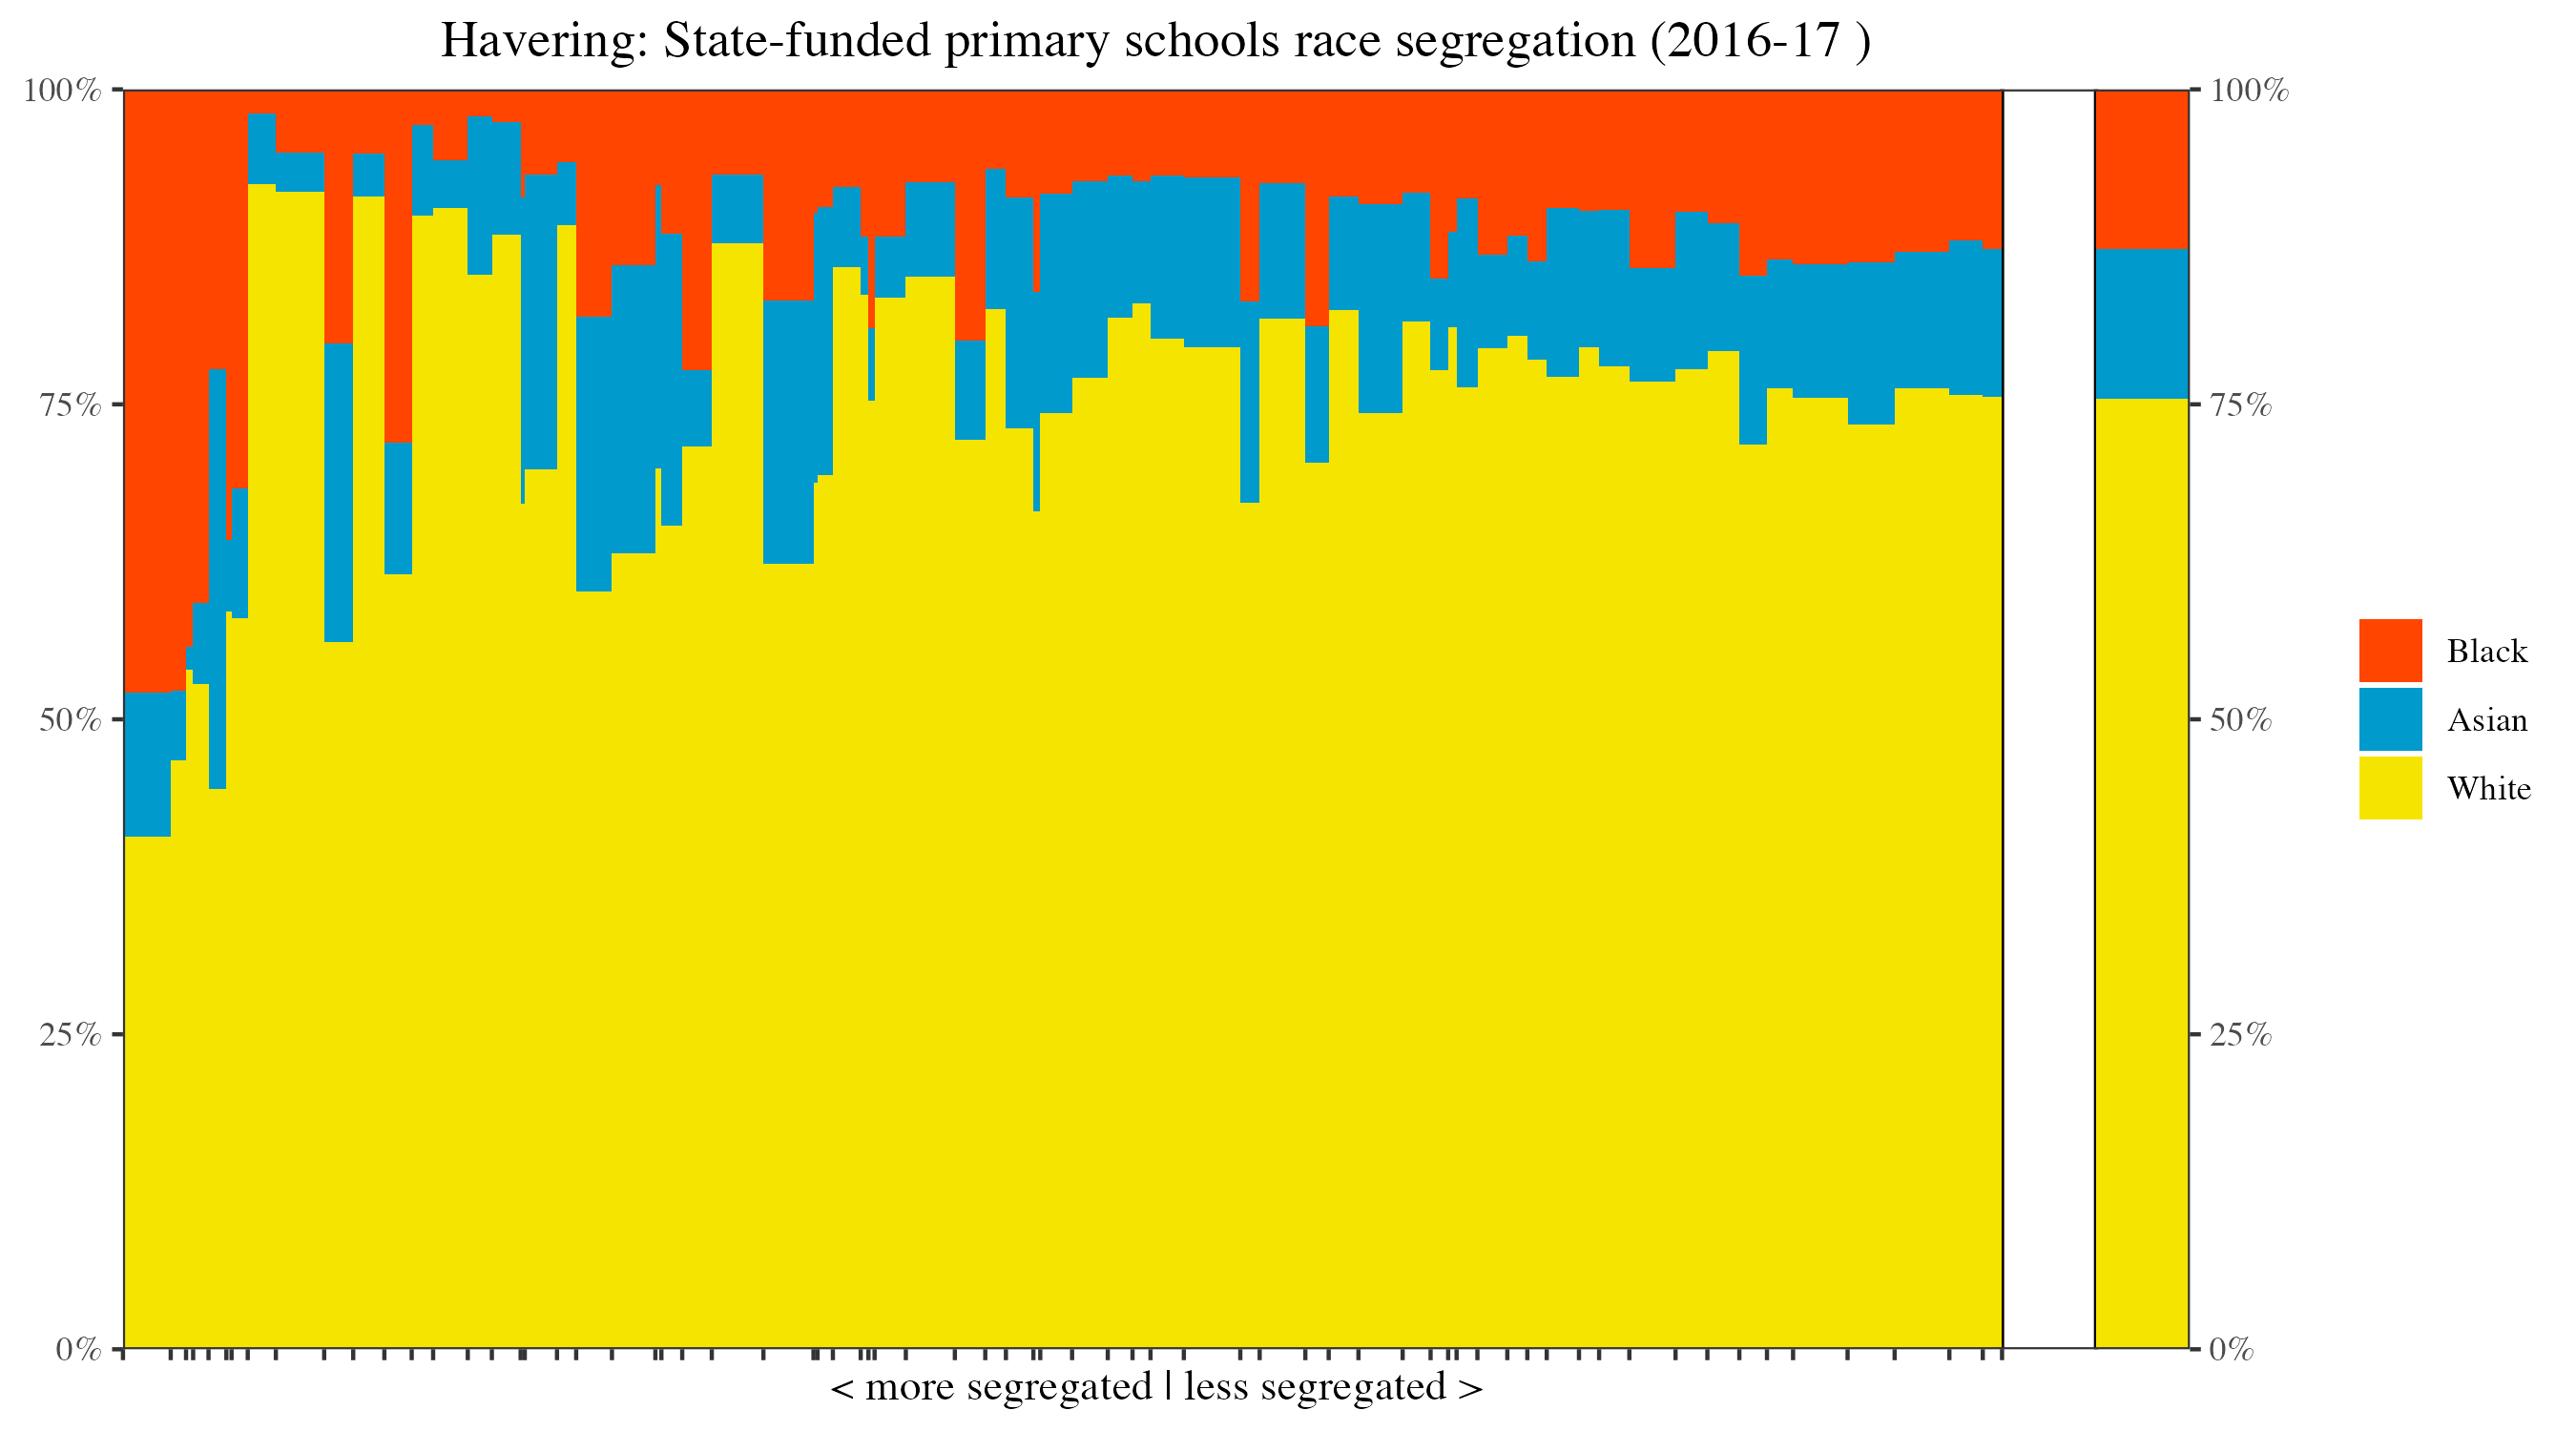 Havering: State-funded primary schools race segregation (2016-17 )
100%
75%
50%
25%
0%
100%
75%
50%
25%
0%
Black
Asian
White
< more segregated | less segregated >